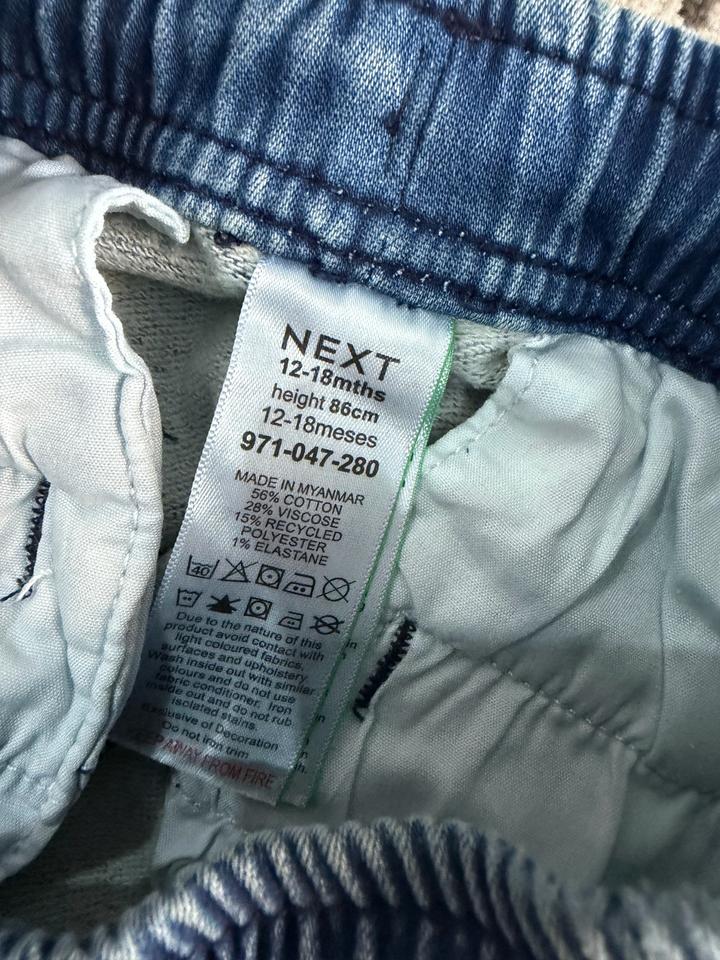 NEXT
12-18mths
height 86cm
12-18meses
971-047-280
MADE IN MYANMAR
56% COTTON
28% VISCOSE
15% RECYCLED
POLYESTER
1% ELASTANE
40
Due to the nature of this
product avoid contact with
light coloured fabrics,
surfaces and upholstery.
Wash inside out with similar
colours and do not use
fabric conditioner. Iron
inside out and do not rub
isolated stains.
Exclusive of Decoration
Do not iron trim
KEEP AWAY FROM FIRE